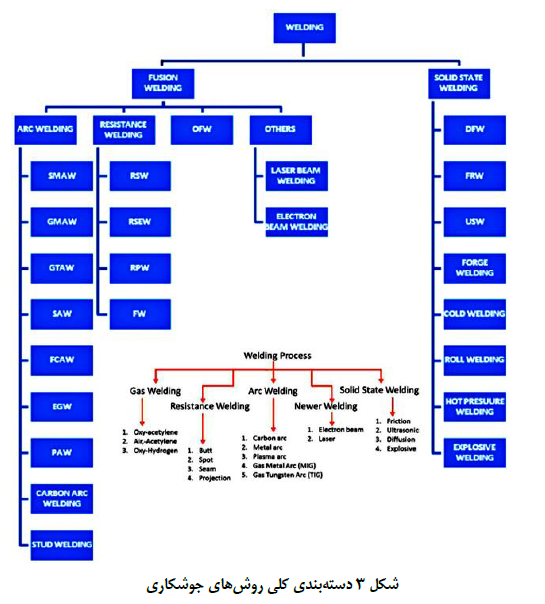 WELDING
FUSION
WELDING
SOLID STATE
WELDING
ARC WELDING
RESISTANCE
WELDING
OFW
OTHERS
SMAW
GMAW
GTAW
SAW
FCAW
EGW
PAW
CARBON ARC
WELDING
STUD WELDING
RSW
RSEW
RPW
FW
LASER BEAM
WELDING
ELECTRON
BEAM WELDING
DFW
FRW
USW
FORGE
WELDING
COLD WELDING
ROLL WELDING
HOT PRESUURE
WELDING
EXPLOSIVE
WELDING
Welding Process
Gas Welding
1. Oxy-acetylene
2. Air-Acetylene
3. Oxy-Hydrogen
Resistance Welding
1. Butt
2. Spot
3. Seam
4. Projection
Arc Welding
1. Carbon arc
2. Metal arc
3. Plasma arc
4. Gas Metal Arc (MIG)
5. Gas Tungsten Arc (TIG)
Newer Welding
1. Electron beam
2. Laser
Solid State Welding
1. Friction
2. Ultrasonic
3. Diffusion
4. Explosive
شکل ۳ دسته‌بندی کلی روش‌های جوشکاری